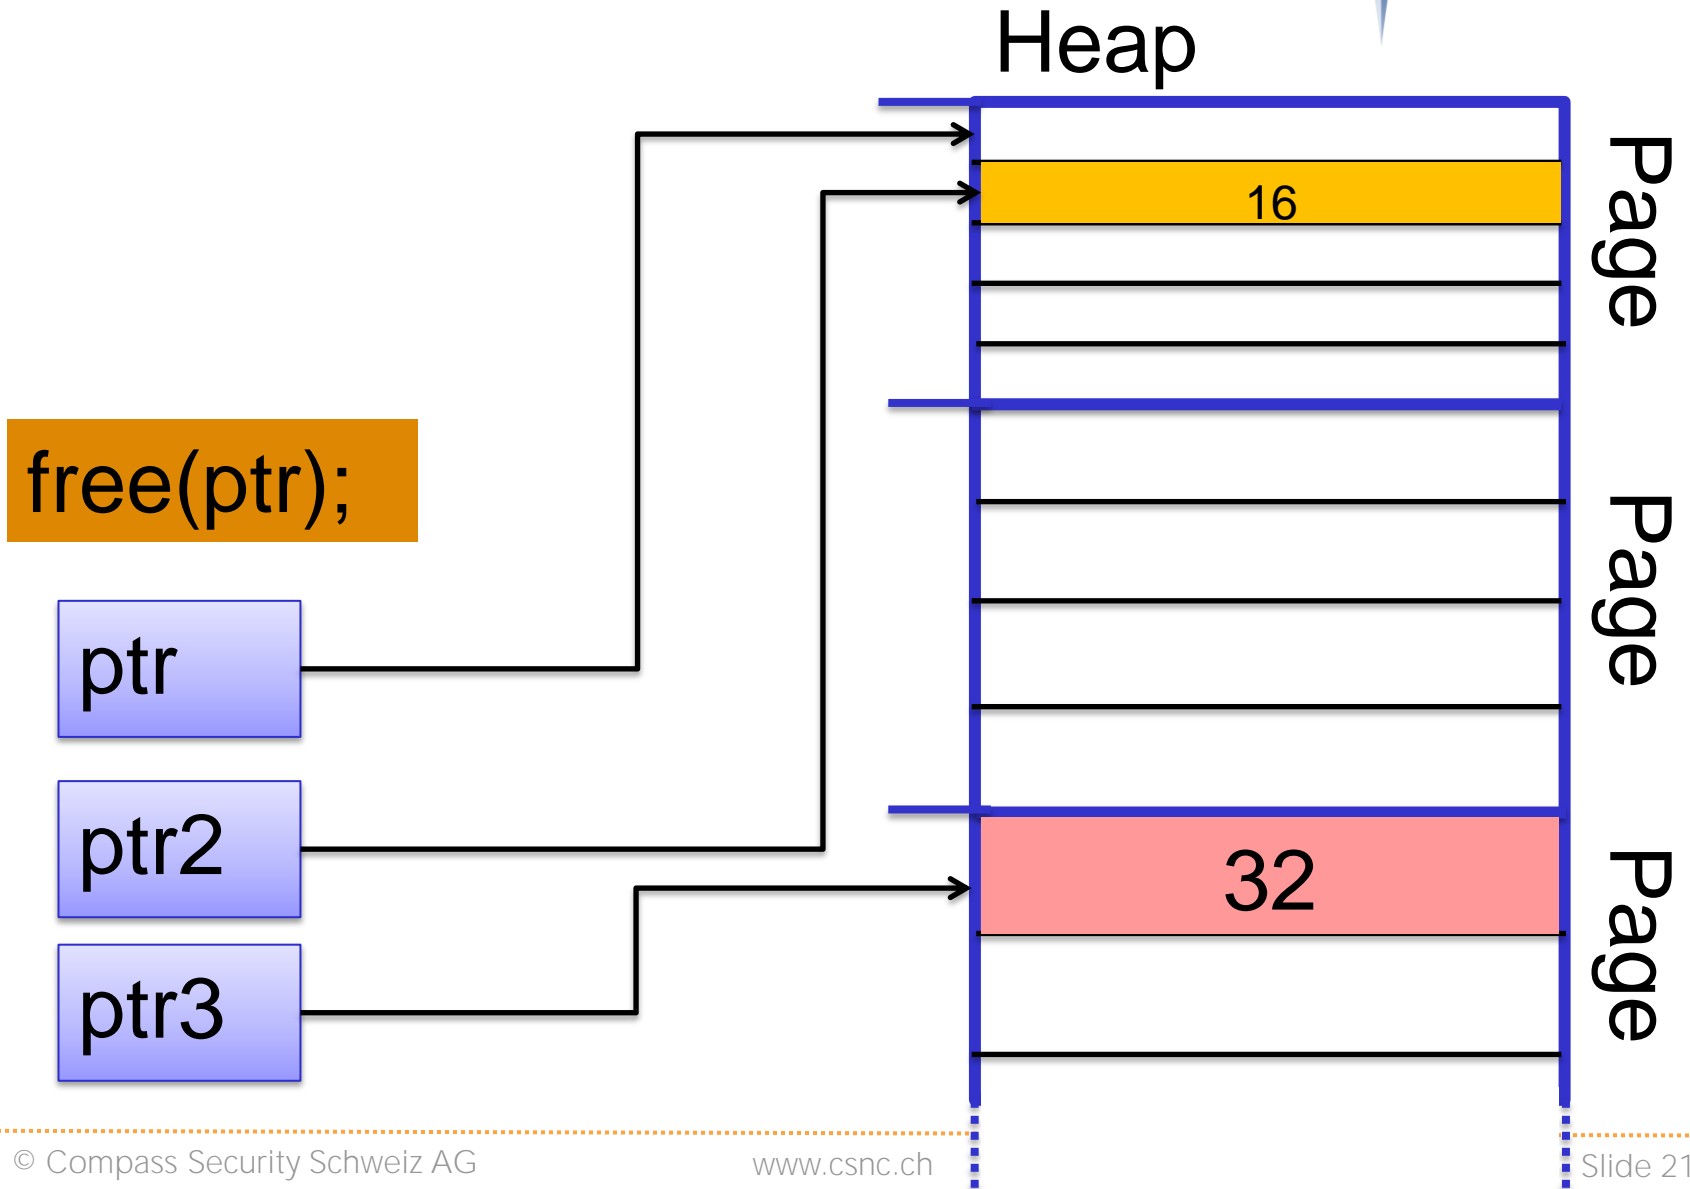 Heap
Page
16
free(ptr);
ptr
Page
ptr2
32
Page
ptr3
© Compass Security Schweiz AG
www.csnc.ch
Slide 21